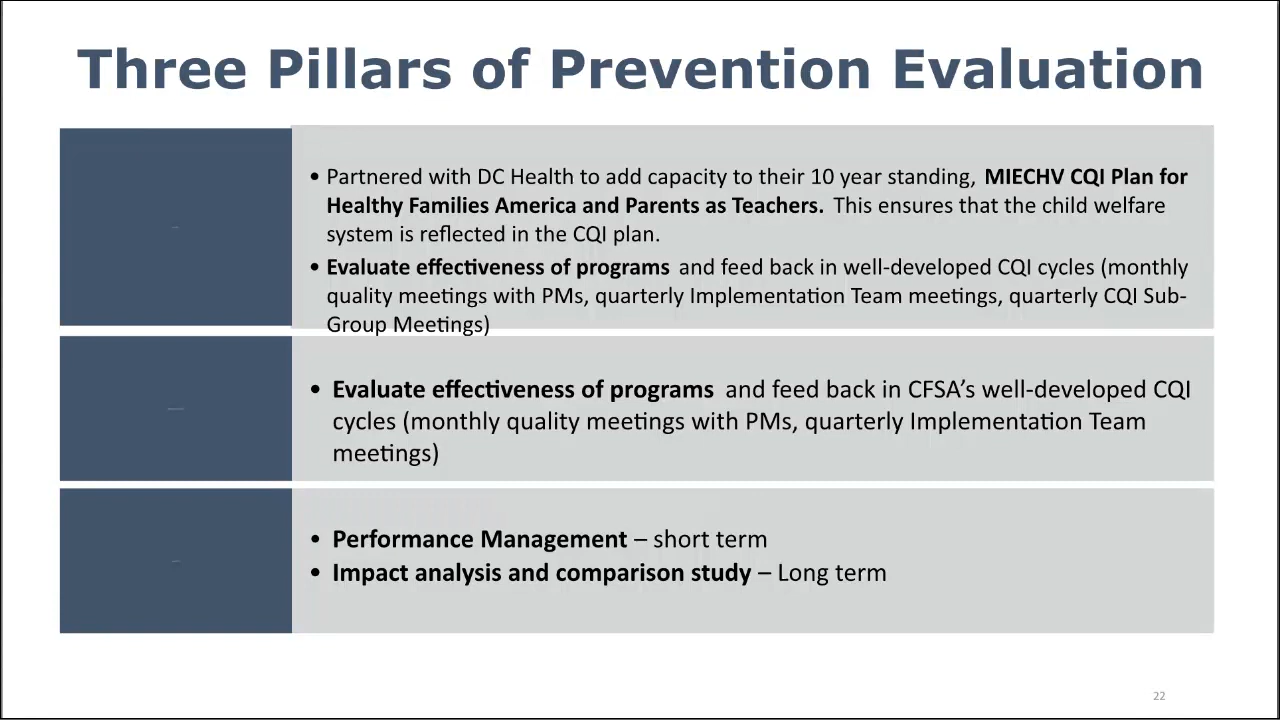 Three Pillars of Prevention Evaluation
• Partnered with DC Health to add capacity to their 10 year standing, MIECHV CQI Plan for
Healthy Families America and Parents as Teachers. This ensures that the child welfare
system is reflected in the CQI plan.
• Evaluate effectiveness of programs and feed back in well-developed CQI cycles (monthly
quality meetings with PMs, quarterly Implementation Team meetings, quarterly CQI Sub-
Group Meetings)
• Evaluate effectiveness of programs and feed back in CFSA’s well-developed CQI
cycles (monthly quality meetings with PMs, quarterly Implementation Team
meetings)
• Performance Management – short term
• Impact analysis and comparison study – Long term
22